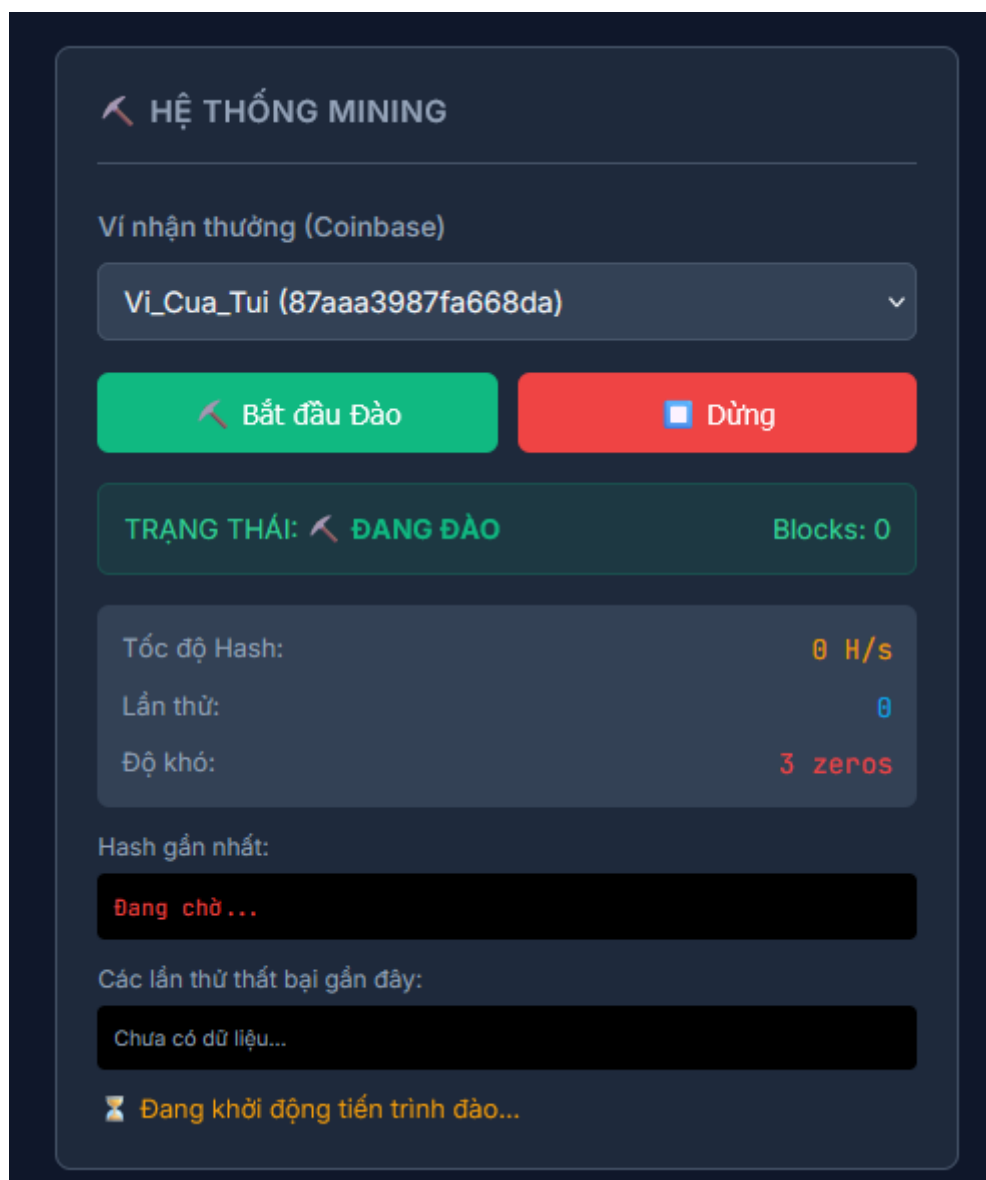 HỆ THỐNG MINING
Ví nhận thưởng (Coinbase)
Vi_Cua_Tui (87aaa3987fa668da)
Bắt đầu Đào
Dừng
TRẠNG THÁI: ĐANG ĐÀO Blocks: 0
Tốc độ Hash: 0 H/s
Lần thử: 0
Độ khó: 3 zeros
Hash gần nhất:
Đang chờ...
Các lần thử thất bại gần đây:
Chưa có dữ liệu...
Đang khởi động tiến trình đào...